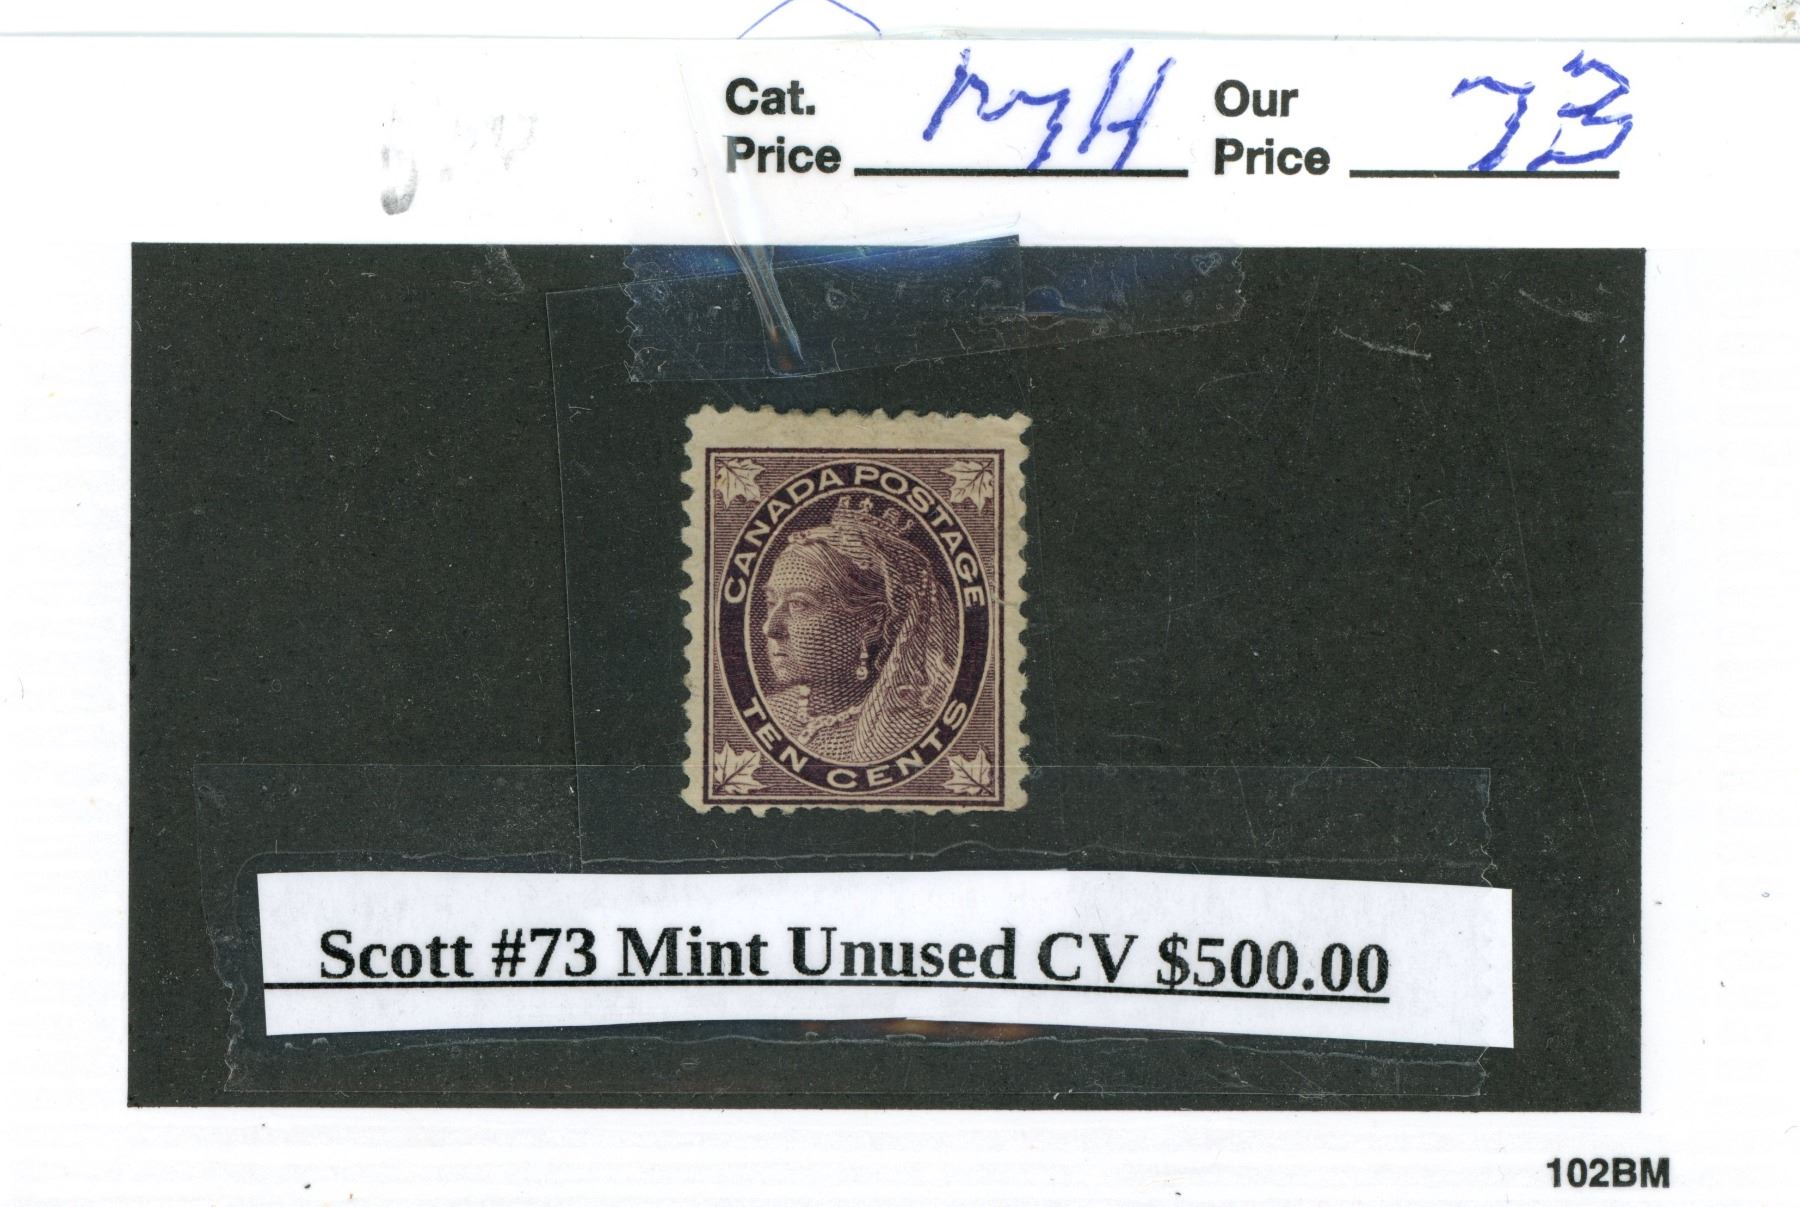 Cat. Our
Price MH Price 73
CANADA POSTAGE
TEN CENTS
Scott #73 Mint Unused CV $500.00
102BM